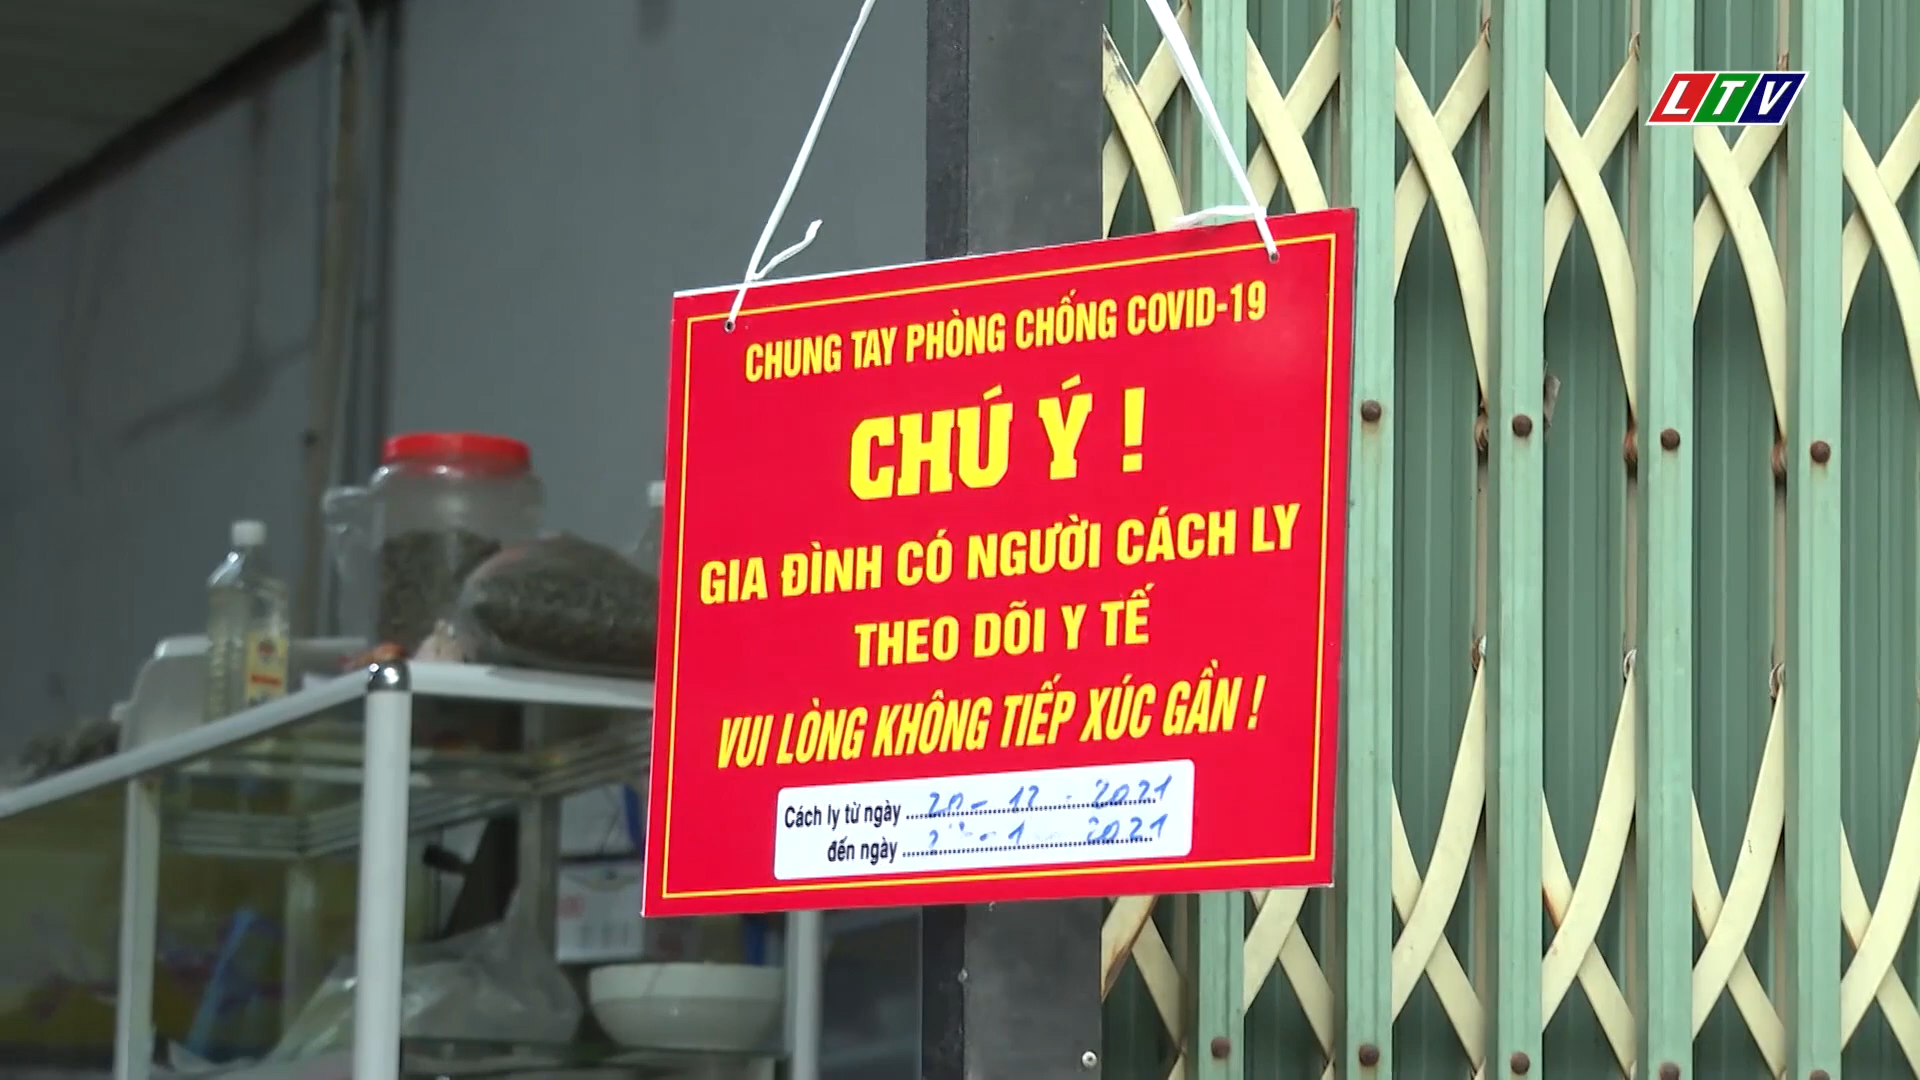 LTV
CHUNG TAY PHÒNG CHỐNG COVID-19
CHÚ Ý !
GIA ĐÌNH CÓ NGƯỜI CÁCH LY
THEO DÕI Y TẾ
VUI LÒNG KHÔNG TIẾP XÚC GẦN !
Cách ly từ ngày 20-12-2021
đến ngày -1 2021